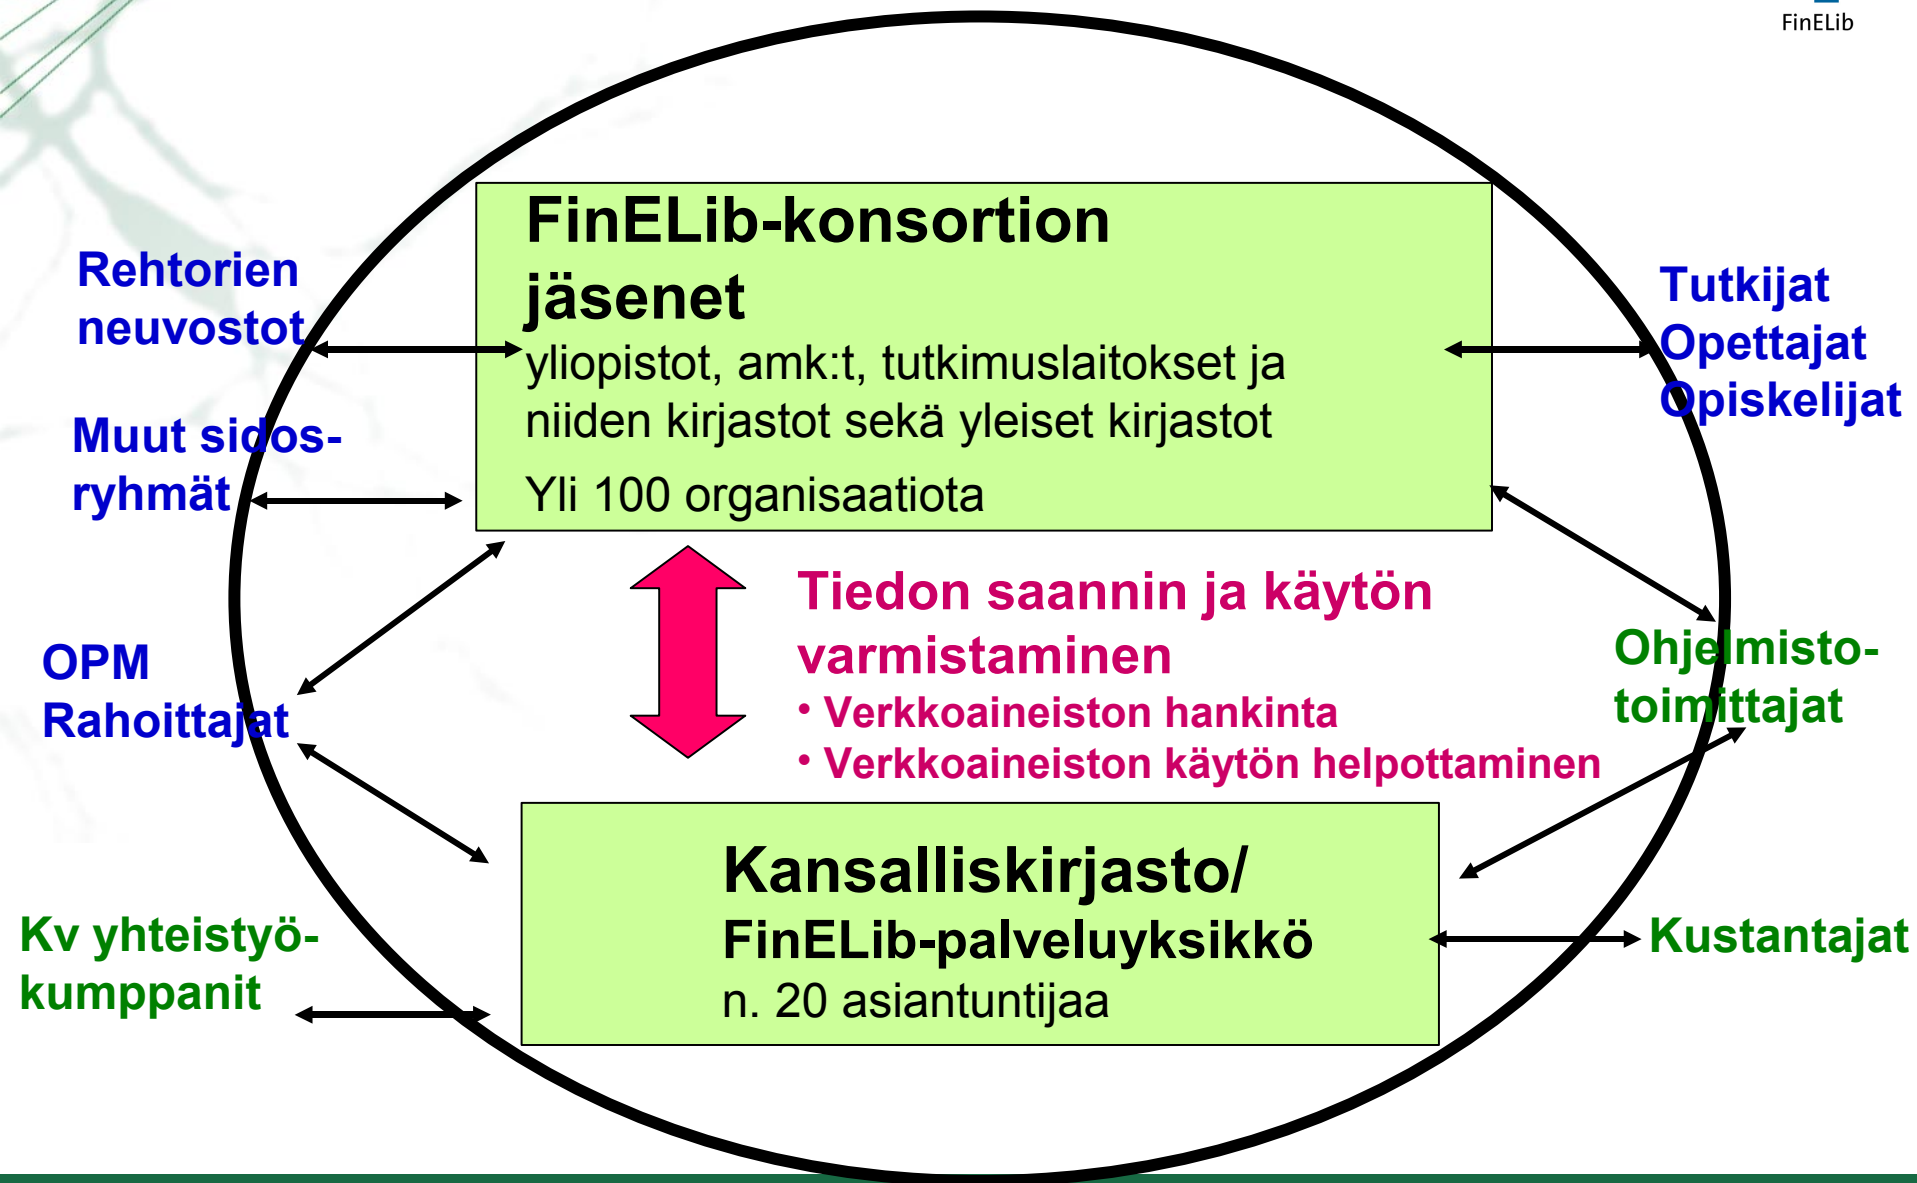 FinELib
FinELib-konsortion
jäsenet
yliopistot, amk:t, tutkimuslaitokset ja
niiden kirjastot sekä yleiset kirjastot
Yli 100 organisaatiota
Rehtorien
neuvostot
Muut sidos-
ryhmät
OPM
Rahoittajat
Kv yhteistyö-
kumppanit
Tiedon saannin ja käytön
varmistaminen
• Verkkoaineiston hankinta
• Verkkoaineiston käytön helpottaminen
Kansalliskirjasto/
FinELib-palveluyksikkö
n. 20 asiantuntijaa
Tutkijat
Opettajat
Opiskelijat
Ohjelmisto-
toimittajat
Kustantajat